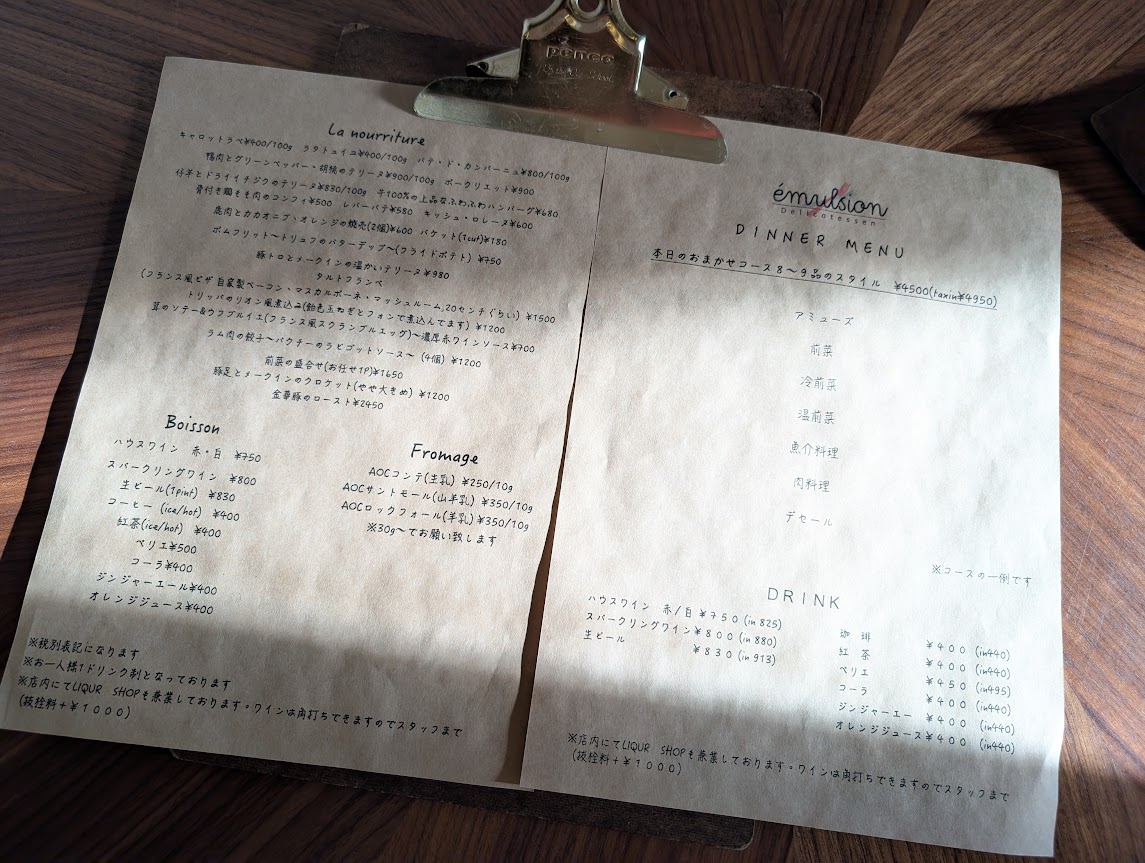 penco
La nourriture
キャロットラペ¥400/100g ラタトゥイユ¥400/100g パテ・ド・カンパーニュ¥800/100g
鴨肉とグリーンペッパー・胡桃のテリーヌ¥900/100g ポークリエット¥900
仔羊とドライイチジクのテリーヌ¥830/100g 牛100%の上品なふわふわハンバーグ¥680
骨付き鶏もも肉のコンフィ¥500 レバーパテ¥580 キッシュ・ロレーヌ¥600
鹿肉とカカオニブ、オレンジの焼売(2個)¥600 バケット(1cut)¥180
ポムフリット〜トリュフのバターディップ〜(フライドポテト) ¥750
豚トロとメークインの温かいテリーヌ¥980
タルトフランベ
(フランス風ピザ 自家製ベーコン・マスカルポーネ・マッシュルーム,20センチぐらい) ¥1500
トリッパのリオン風煮込み(飴色玉ねぎとフォンで煮込んでます) ¥1200
茸のソテー&ウフブルイエ(フランス風スクランブルエッグ)〜濃厚赤ワインソース¥700
ラム肉の餃子〜パクチーのラビゴットソース〜 (4個) ¥1200
前菜の盛合せ(お任せ1P)¥1650
豚足とメークインのクロケット(やや大きめ) ¥1200
金華豚のロースト¥2450
Boisson
ハウスワイン 赤・白 ¥750
スパークリングワイン ¥800
生ビール(1pint) ¥830
コーヒー (ice/hot) ¥400
紅茶(ice/hot) ¥400
ペリエ¥500
コーラ¥400
ジンジャーエール¥400
オレンジジュース¥400
Fromage
AOCコンテ(生乳) ¥250/10g
AOCサントモール(山羊乳) ¥350/10g
AOCロックフォール(羊乳) ¥350/10g
※30g〜でお願い致します
※税別表記になります
※お一人様1ドリンク制となっております
※店内にてLIQUR SHOPも兼業しております。ワインは角打ちできますのでスタッフまで
(抜栓料+¥1000)
émulsion
Delicatessen
DINNER MENU
本日のおまかせコース8〜9品のスタイル ¥4500(taxin¥4950)
アミューズ
前菜
冷前菜
温前菜
魚介料理
肉料理
デセール
※コースの一例です
DRINK
ハウスワイン 赤/白 ¥750 (in 825)
スパークリングワイン¥800 (in 880)
生ビール ¥830 (in 913)
珈琲 ¥400 (in440)
紅茶 ¥400 (in440)
ペリエ ¥450 (in495)
コーラ ¥400 (in440)
ジンジャーエー ¥400 (in440)
オレンジジュース¥400 (in440)
※店内にてLIQUR SHOPも兼業しております。ワインは角打ちできますのでスタッフまで
(抜栓料+¥1000)